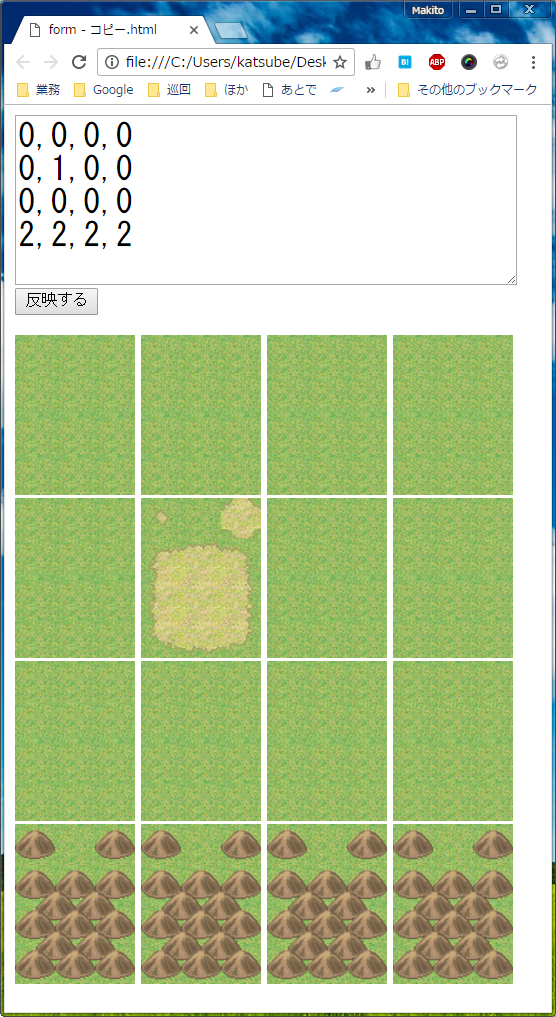 Makito
form - コピー.html
file:///C:/Users/katsube/Desk
B!
ABP
業務 Google 巡回 ほか あとで » その他のブックマーク
0,0,0,0
0,1,0,0
0,0,0,0
2,2,2,2
反映する